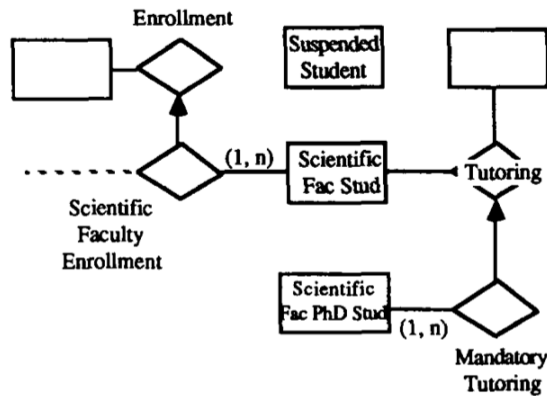 Enrollment
Suspended
Student
(1, n)
Scientific
Fac Stud
Tutoring
Scientific
Faculty
Enrollment
Scientific
Fac PhD Stud
(1, n)
Mandatory
Tutoring